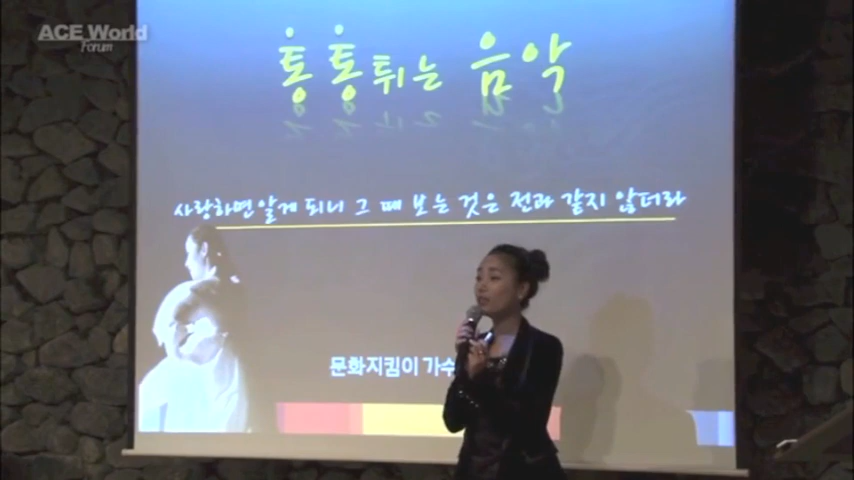 ACE World
Forum
통통튀는 음악
사랑하면 알게 되니 그 때 보는 것은 전과 같지 않더라
문화지킴이 가수